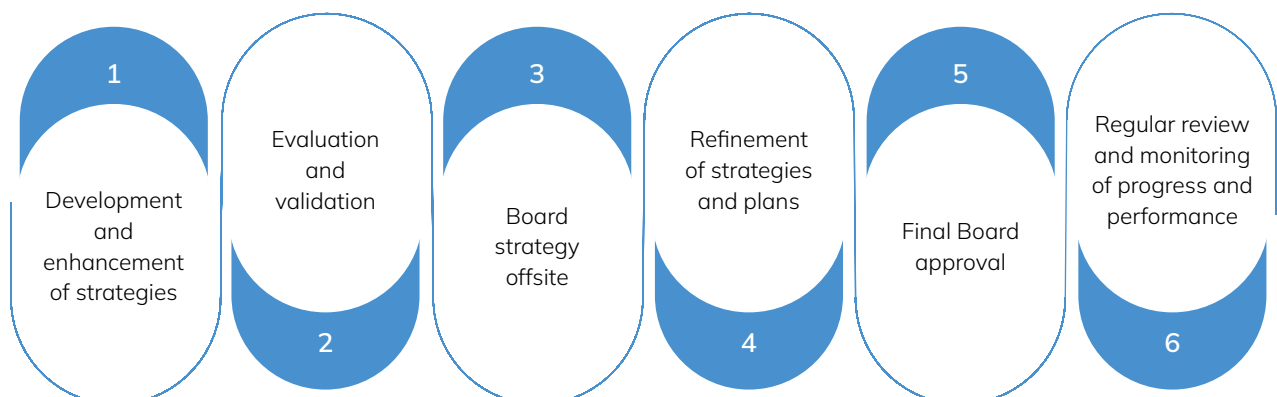 1
Development
and
enhancement
of strategies
Evaluation
and
validation
2
3
Board
strategy
offsite
Refinement
of strategies
and plans
4
5
Final Board
approval
Regular review
and monitoring
of progress and
performance
6